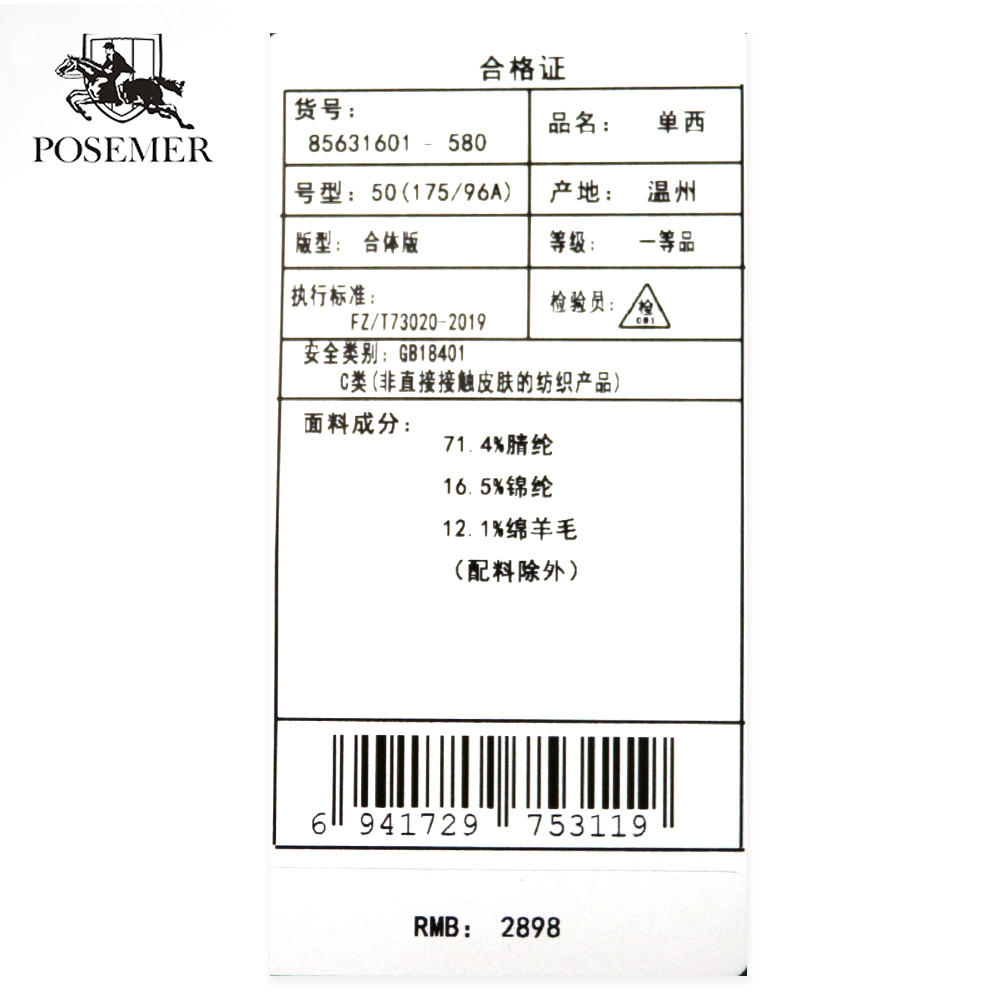 POSEMER
合格证
货号：
85631601 - 580
品名： 单西
号型：50(175/96A)
产地： 温州
版型： 合体版
等级： 一等品
执行标准：
FZ/T73020-2019
检验员：
检
001
安全类别：GB18401
C类(非直接接触皮肤的纺织产品)
面料成分：
71.4%腈纶
16.5%锦纶
12.1%绵羊毛
(配料除外)
6 941729 753119
RMB： 2898